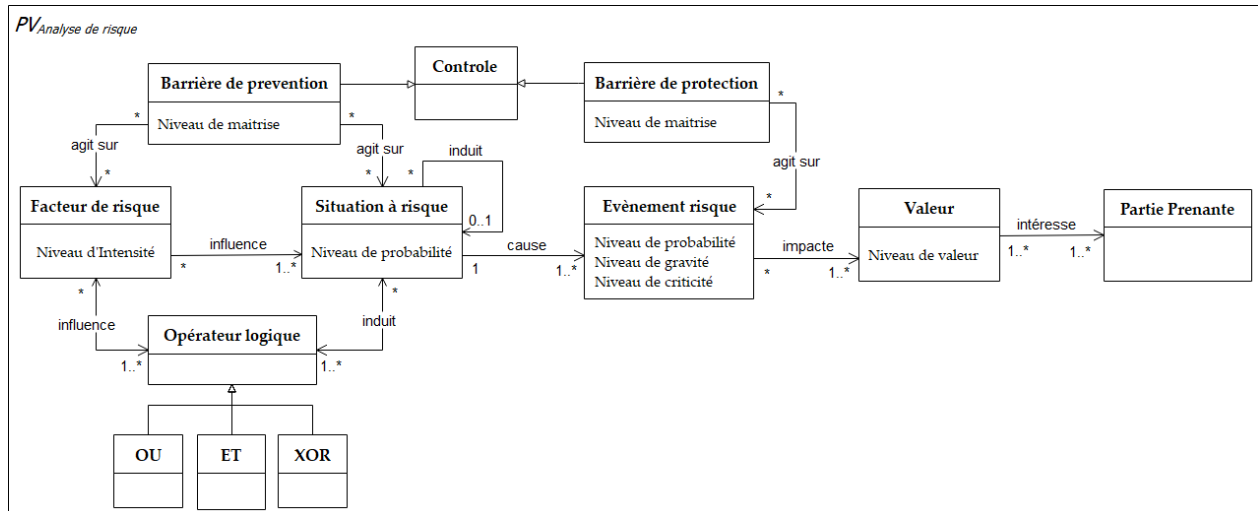 PV Analyse de risque
Controle
Barrière de prevention
Niveau de maitrise
Barrière de protection
Niveau de maitrise
* * *
agit sur agit sur induit agit sur
* * * 0..1 *
Facteur de risque
Niveau d'Intensité
influence
* 1..*
Situation à risque
Niveau de probabilité
cause
1 1..*
Evènement risque
Niveau de probabilité
Niveau de gravité
Niveau de criticité
impacte
* 1..*
Valeur
Niveau de valeur
intéresse
1..* 1..*
Partie Prenante
* *
influence induit
1..* 1..*
Opérateur logique
OU
ET
XOR